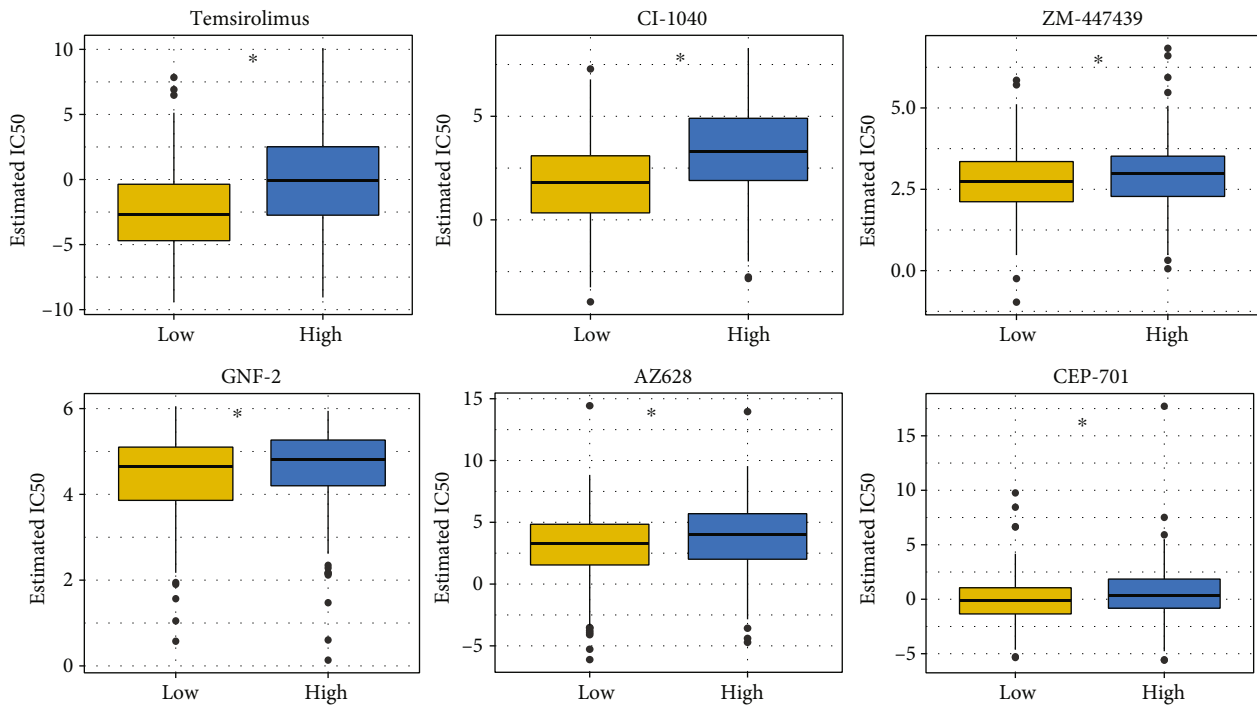 Temsirolimus
*
Estimated IC50
10
5
0
−5
−10
Low High
CI-1040
*
Estimated IC50
5
0
Low High
ZM-447439
*
Estimated IC50
5.0
2.5
0.0
Low High
GNF-2
*
Estimated IC50
6
4
2
0
Low High
AZ628
*
Estimated IC50
15
10
5
0
−5
Low High
CEP-701
*
Estimated IC50
15
10
5
0
−5
Low High